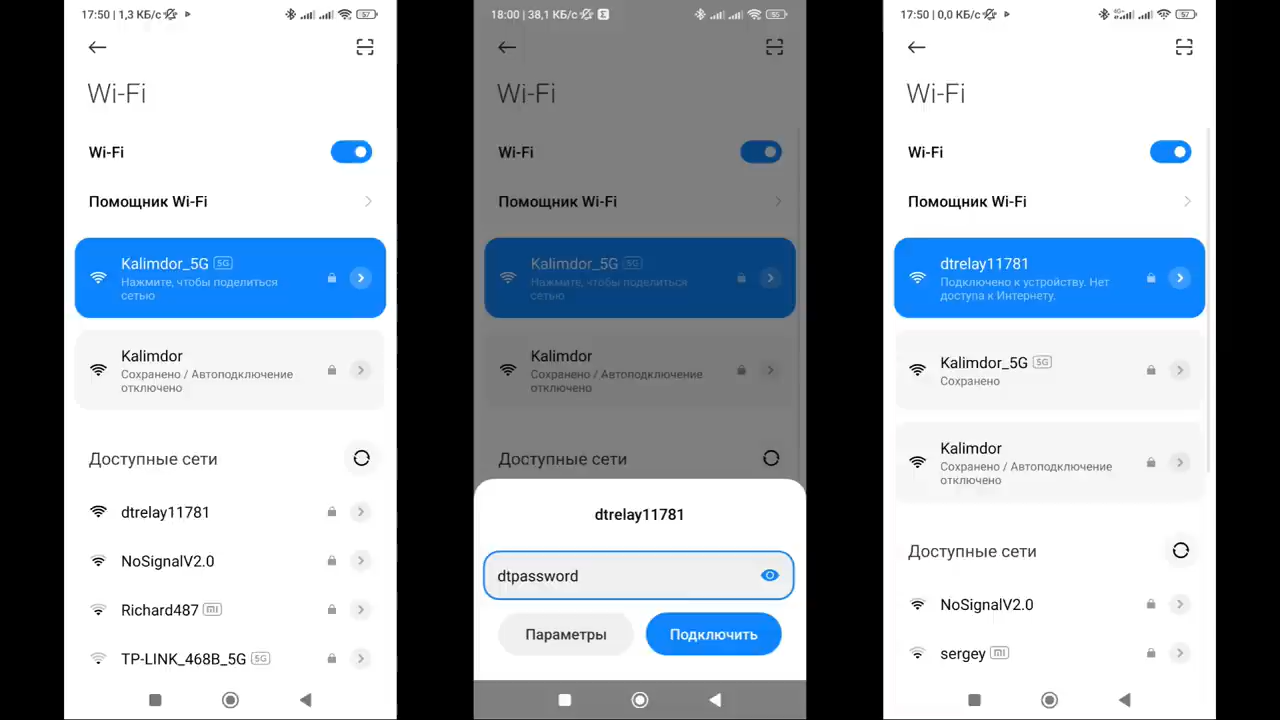 17:50 | 1,3 КБ/с
57
Wi-Fi
Wi-Fi
Помощник Wi-Fi
Kalimdor_5G 5G
Нажмите, чтобы поделиться
сетью
Kalimdor
Сохранено / Автоподключение
отключено
Доступные сети
dtrelay11781
NoSignalV2.0
Richard487 mi
TP-LINK_468B_5G 5G
18:00 | 38,1 КБ/с
Wi-Fi
Wi-Fi
Помощник Wi-Fi
Kalimdor_5G 5G
Нажмите, чтобы поделиться
сетью
Kalimdor
Сохранено / Автоподключение
отключено
Доступные сети
dtrelay11781
dtpassword
Параметры
Подключить
17:50 | 0,0 КБ/с
57
Wi-Fi
Wi-Fi
Помощник Wi-Fi
dtrelay11781
Подключено к устройству. Нет
доступа к Интернету.
Kalimdor_5G 5G
Сохранено
Kalimdor
Сохранено / Автоподключение
отключено
Доступные сети
NoSignalV2.0
sergey mi